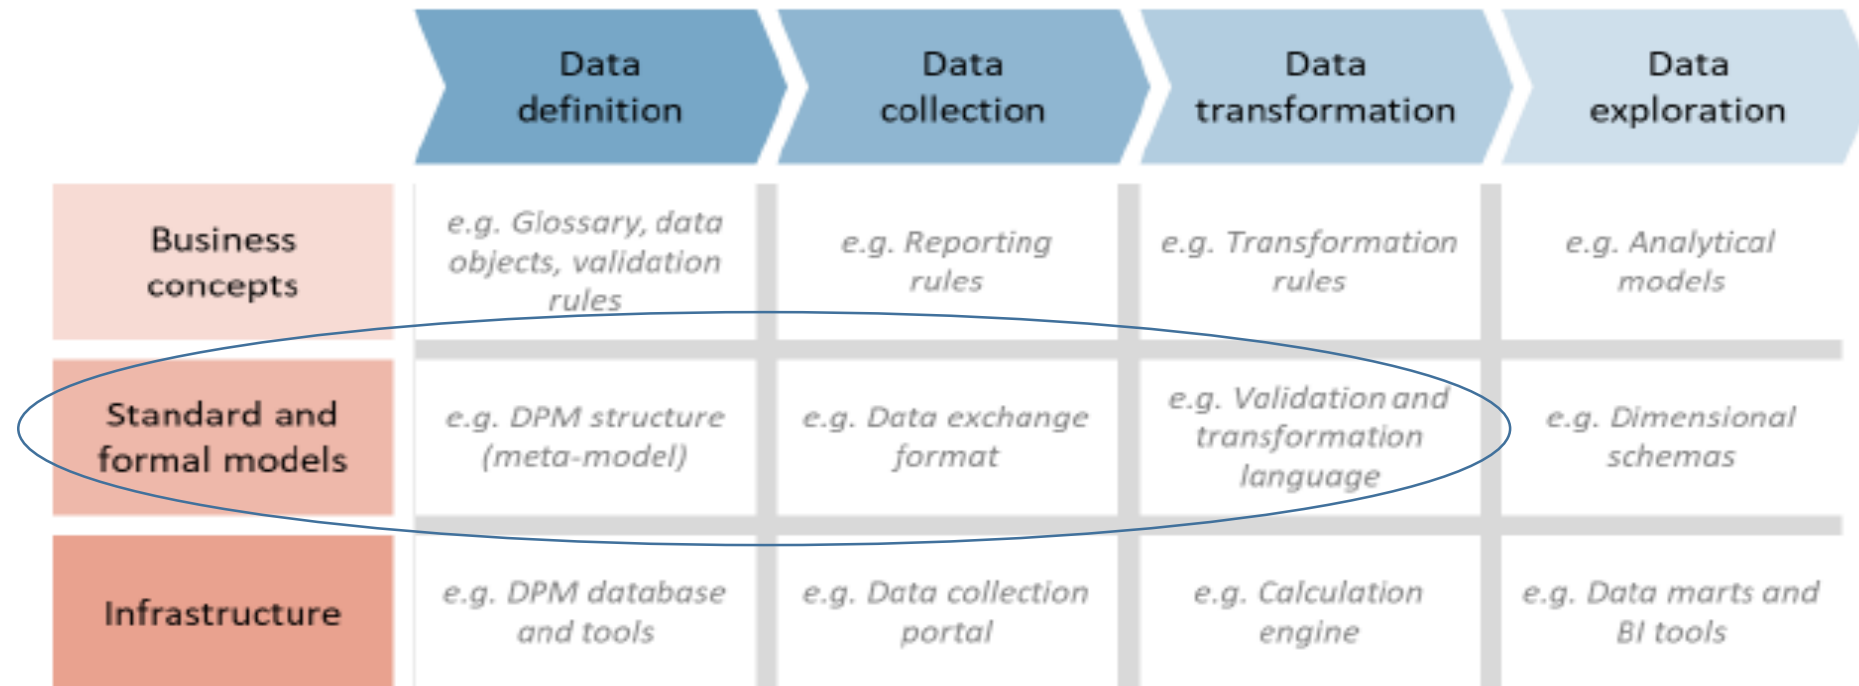 Data
definition
Data
collection
Data
transformation
Data
exploration
Business
concepts
e.g. Glossary, data
objects, validation
rules
e.g. Reporting
rules
e.g. Transformation
rules
e.g. Analytical
models
Standard and
formal models
e.g. DPM structure
(meta-model)
e.g. Data exchange
format
e.g. Validation and
transformation
language
e.g. Dimensional
schemas
Infrastructure
e.g. DPM database
and tools
e.g. Data collection
portal
e.g. Calculation
engine
e.g. Data marts and
BI tools